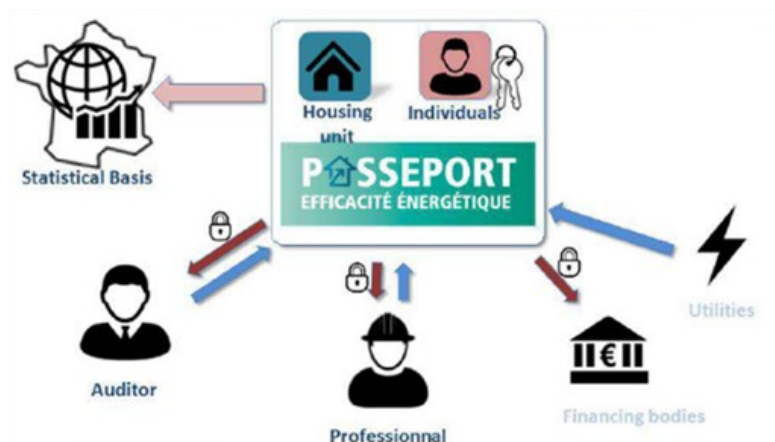 Housing
unit
Individuals
PASSEPORT
EFFICACITÉ ÉNERGÉTIQUE
Statistical Basis
Auditor
Professionnal
Utilities
Financing bodies